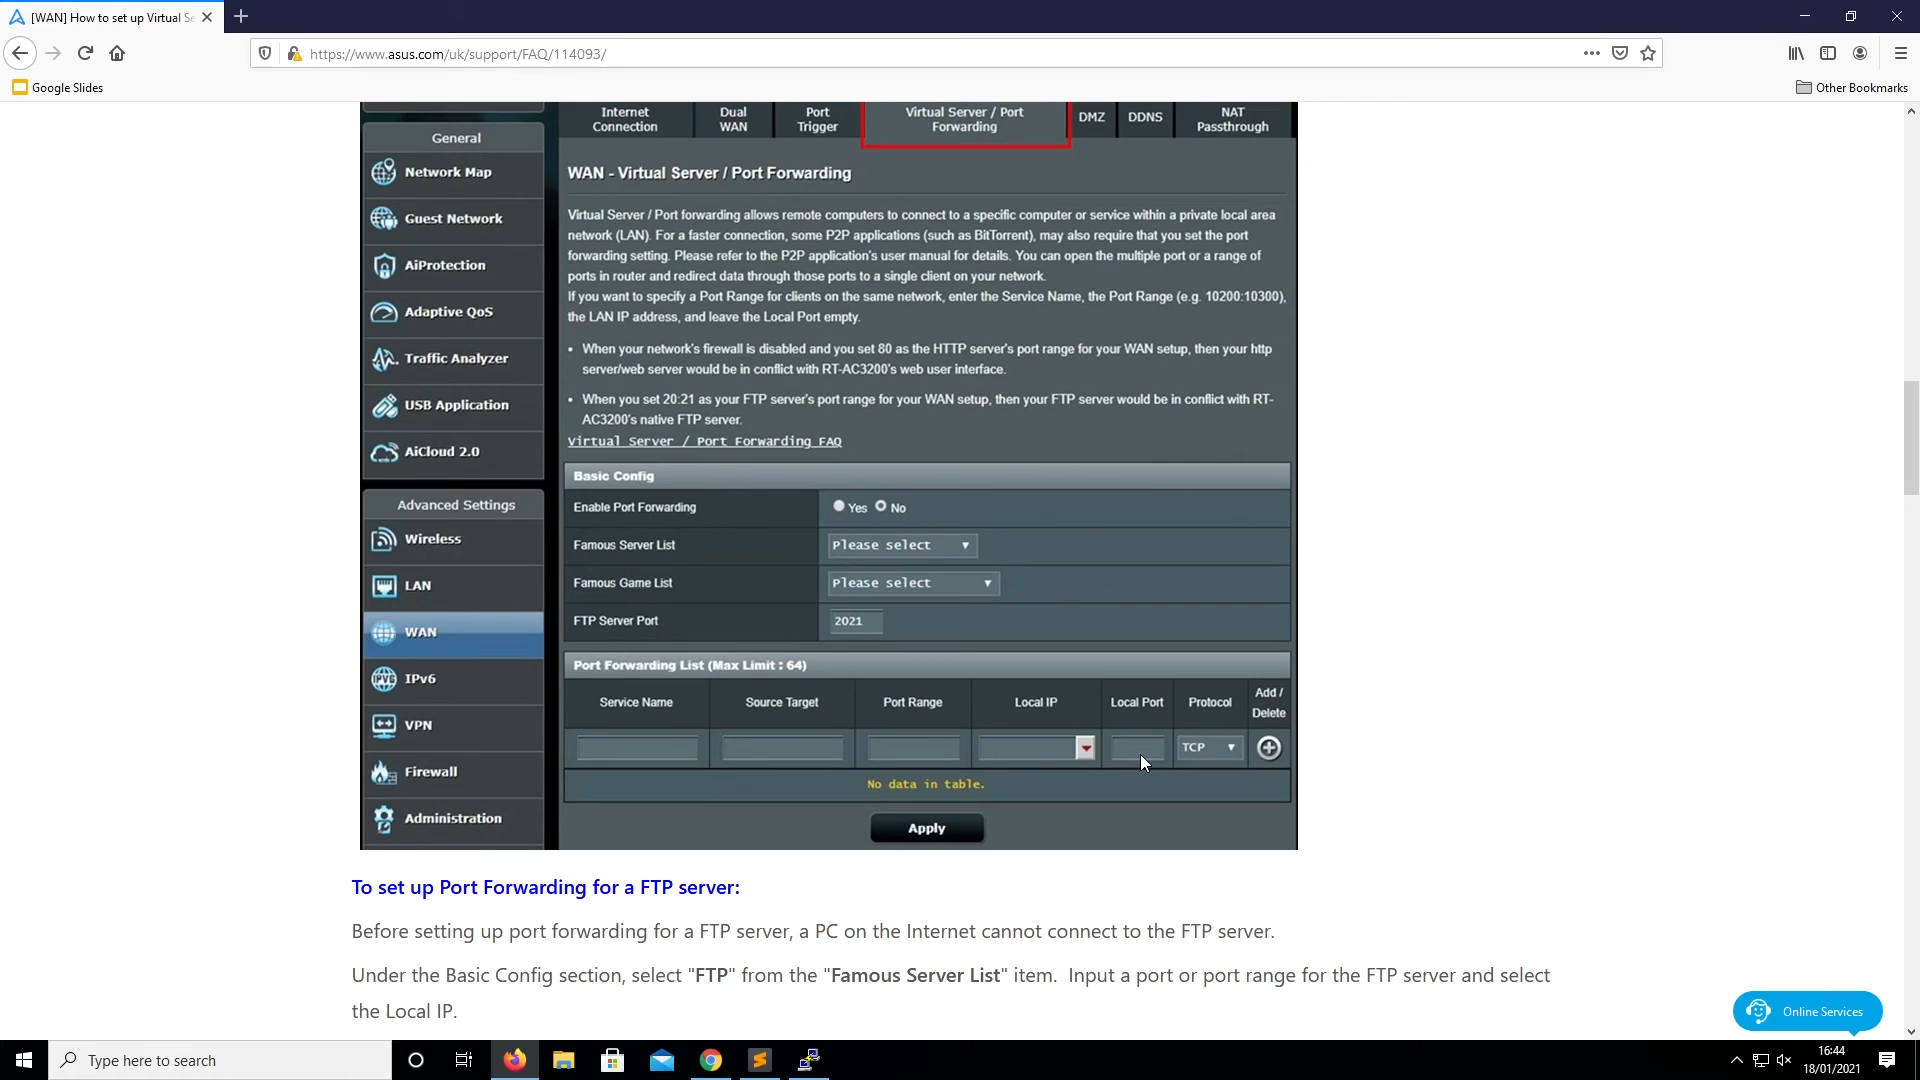 [WAN] How to set up Virtual Se
https://www.asus.com/uk/support/FAQ/114093/
Google Slides
Other Bookmarks
General
Network Map
Guest Network
AiProtection
Adaptive QoS
Traffic Analyzer
USB Application
AiCloud 2.0
Advanced Settings
Wireless
LAN
WAN
IPv6
VPN
Firewall
Administration
Internet Connection
Dual WAN
Port Trigger
Virtual Server / Port Forwarding
DMZ
DDNS
NAT Passthrough
WAN - Virtual Server / Port Forwarding
Virtual Server / Port forwarding allows remote computers to connect to a specific computer or service within a private local area
network (LAN). For a faster connection, some P2P applications (such as BitTorrent), may also require that you set the port
forwarding setting. Please refer to the P2P application's user manual for details. You can open the multiple port or a range of
ports in router and redirect data through those ports to a single client on your network.
If you want to specify a Port Range for clients on the same network, enter the Service Name, the Port Range (e.g. 10200:10300),
the LAN IP address, and leave the Local Port empty.
• When your network's firewall is disabled and you set 80 as the HTTP server's port range for your WAN setup, then your http
server/web server would be in conflict with RT-AC3200's web user interface.
• When you set 20:21 as your FTP server's port range for your WAN setup, then your FTP server would be in conflict with RT-
AC3200's native FTP server.
Virtual Server / Port Forwarding FAQ
Basic Config
Enable Port Forwarding Yes No
Famous Server List Please select
Famous Game List Please select
FTP Server Port 2021
Port Forwarding List (Max Limit : 64)
Service Name Source Target Port Range Local IP Local Port Protocol Add / Delete
TCP
No data in table.
Apply
To set up Port Forwarding for a FTP server:
Before setting up port forwarding for a FTP server, a PC on the Internet cannot connect to the FTP server.
Under the Basic Config section, select "FTP" from the "Famous Server List" item. Input a port or port range for the FTP server and select
the Local IP.
Online Services
Type here to search
16:44
18/01/2021